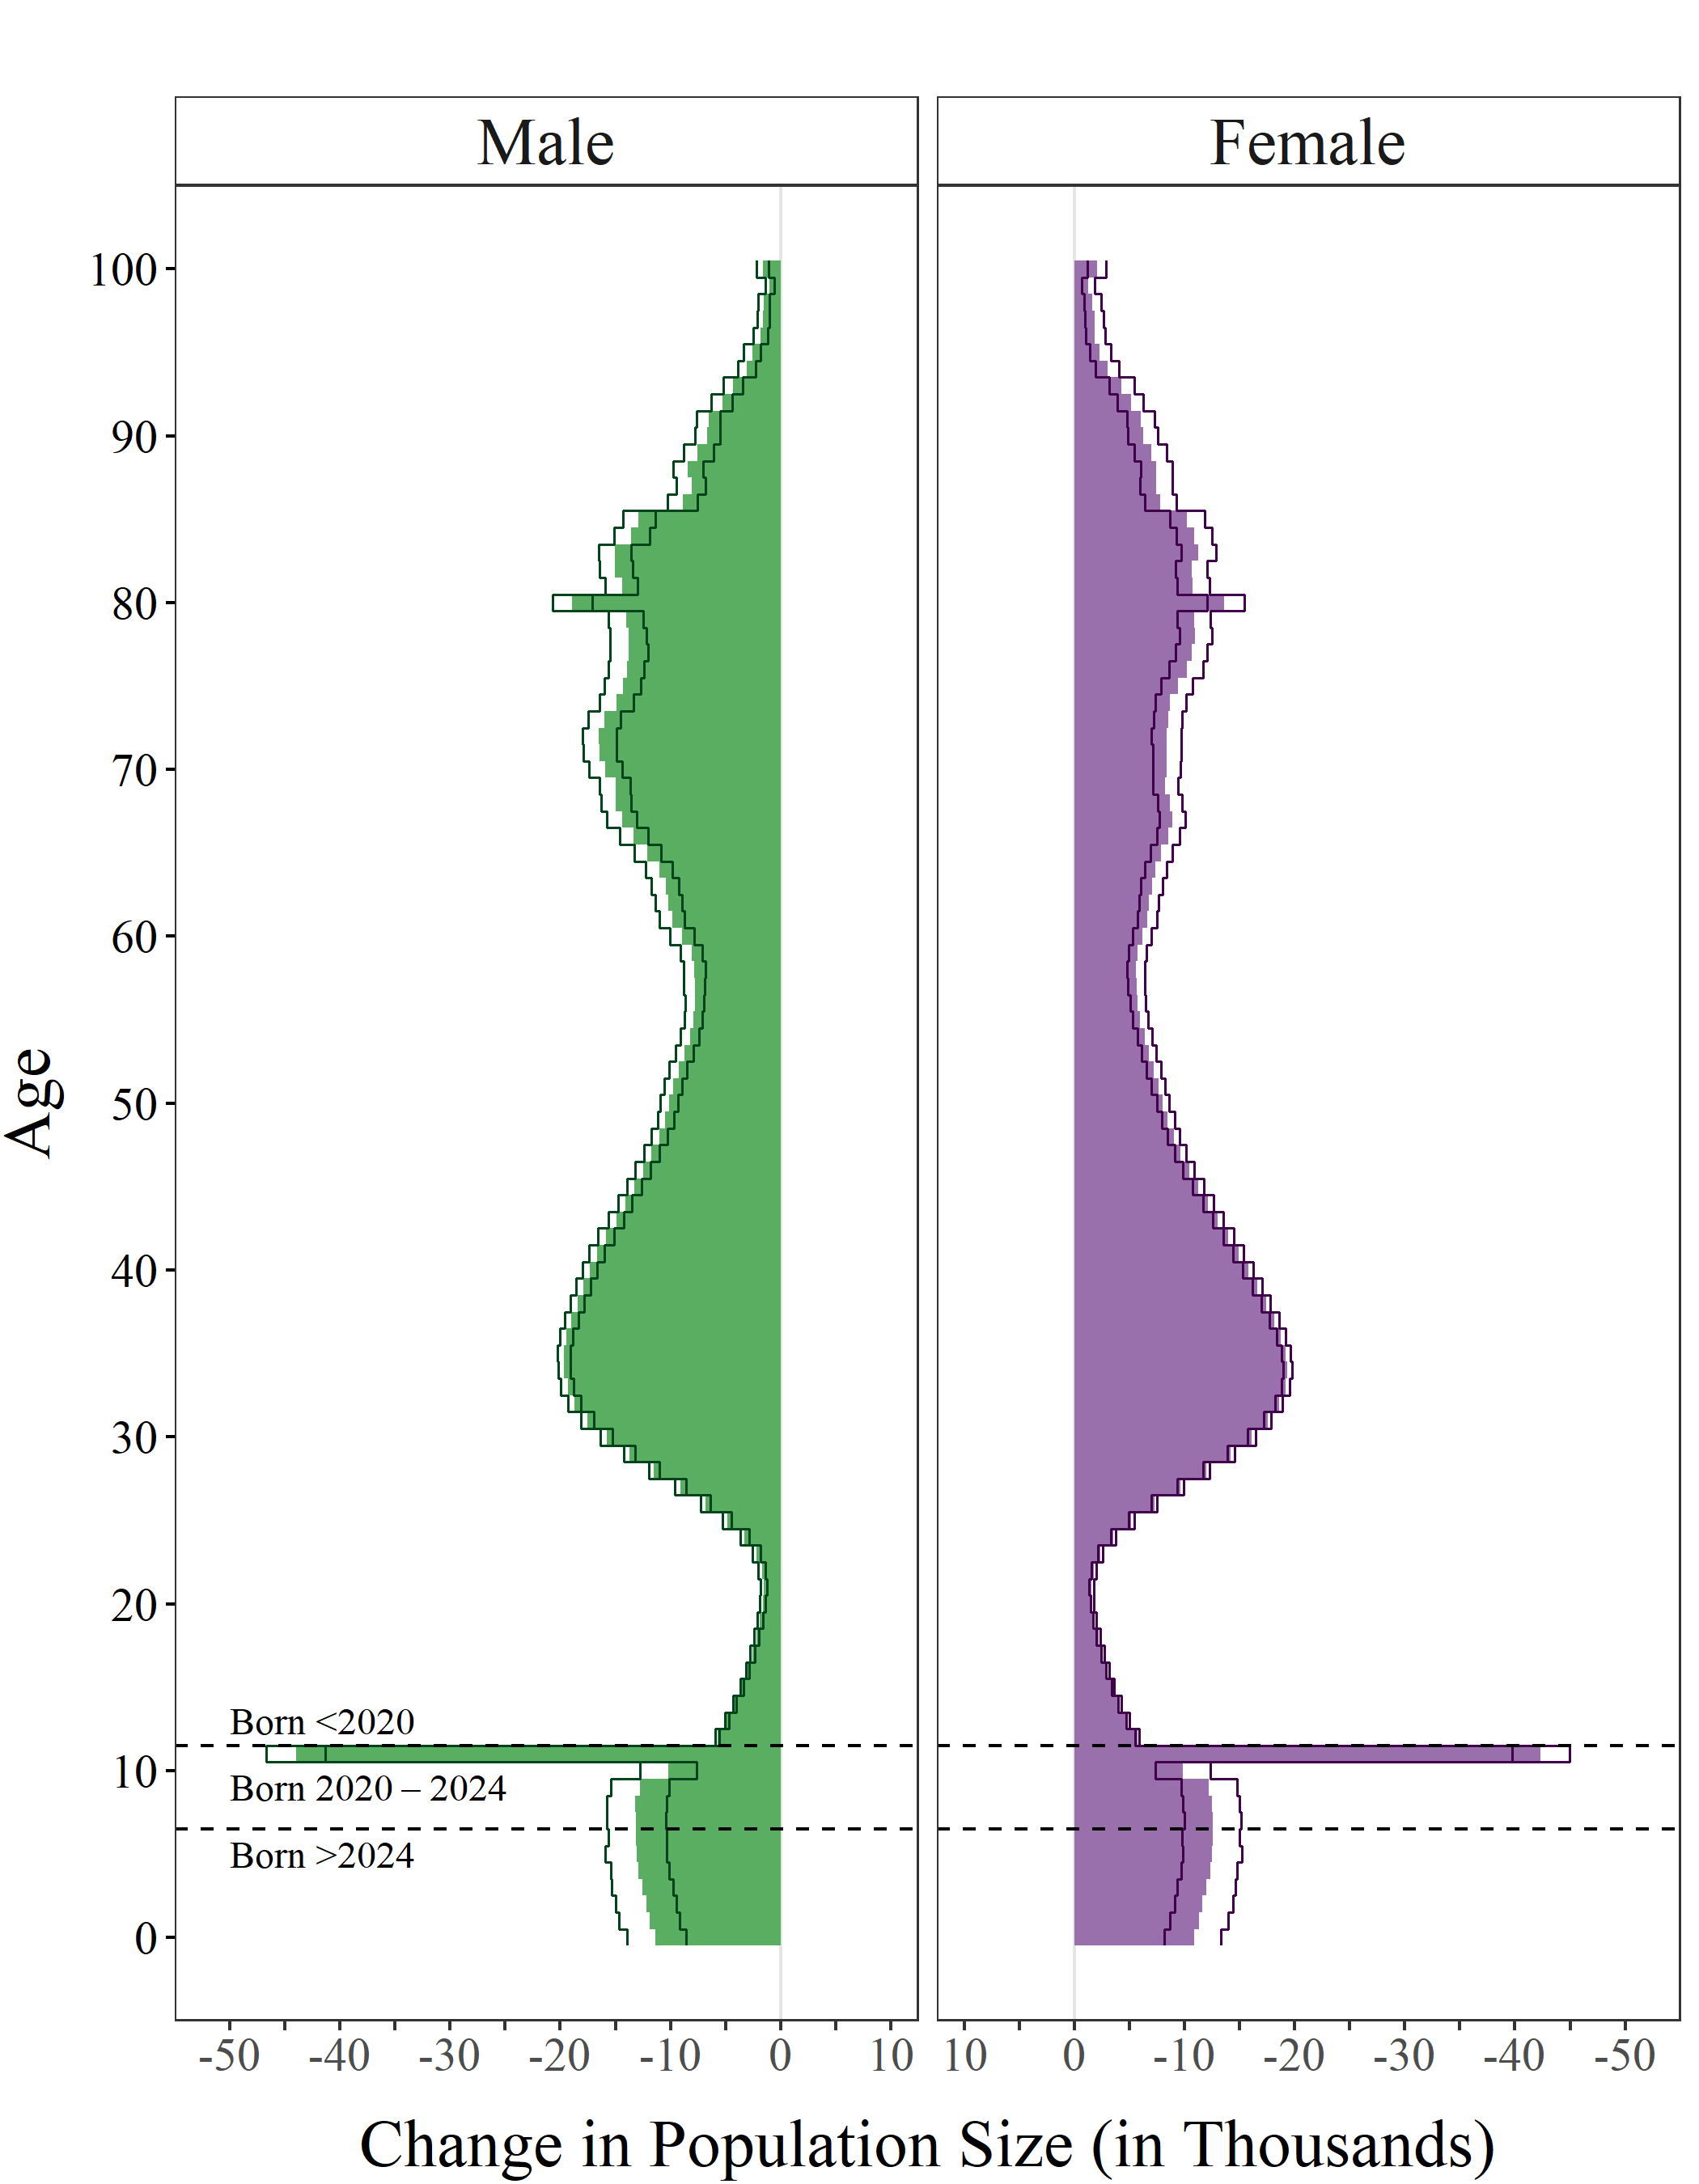 Male
Female
Age
100
90
80
70
60
50
40
30
20
10
0
Born <2020
Born 2020 – 2024
Born >2024
-50 -40 -30 -20 -10 0 10
10 0 -10 -20 -30 -40 -50
Change in Population Size (in Thousands)